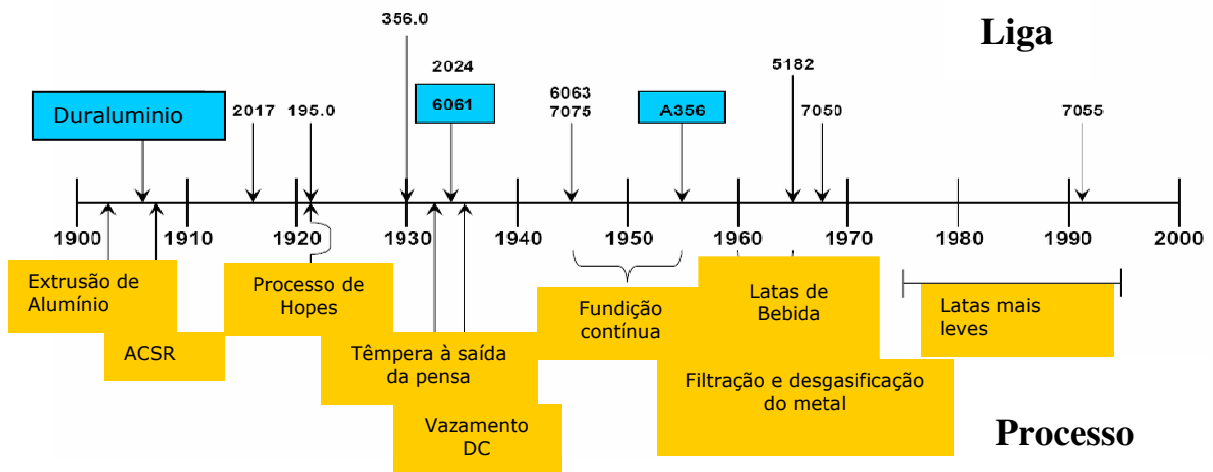 356.0
Liga
2024
5182
6061
6063
7075
A356
Duraluminio
2017
195.0
7050
7055
1900
1910
1920
1930
1940
1950
1960
1970
1980
1990
2000
Extrusão de
Alumínio
ACSR
Processo de
Hopes
Têmpera à saída
da pensa
Vazamento
DC
Fundição
contínua
Latas de
Bebida
Filtração e desgasificação
do metal
Latas mais
leves
Processo